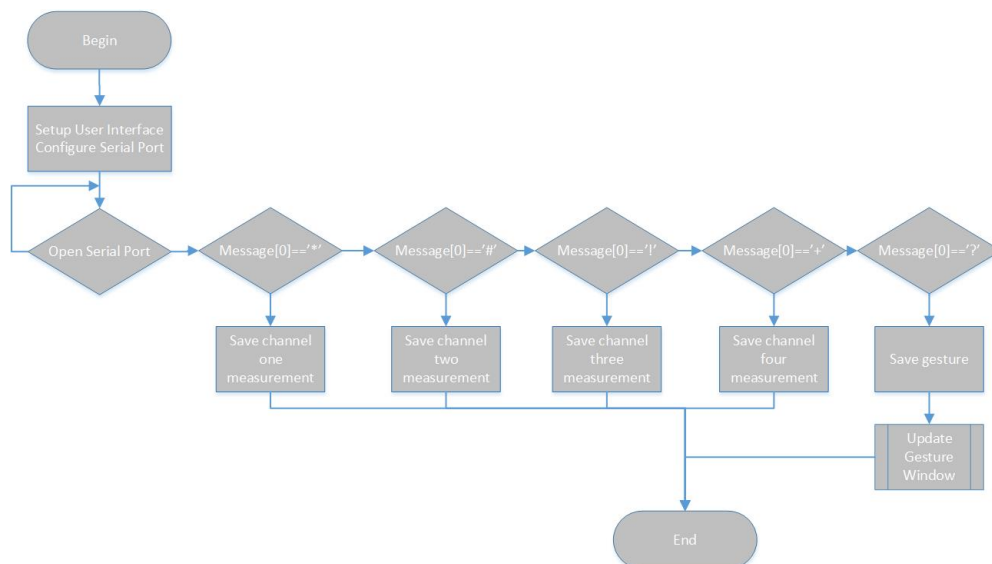 Begin
Setup User Interface
Configure Serial Port
Open Serial Port
Message[0]=='*'
Message[0]=='#'
Message[0]=='!'
Message[0]=='+'
Message[0]=='?'
Save channel
one
measurement
Save channel
two
measurement
Save channel
three
measurement
Save channel
four
measurement
Save gesture
Update
Gesture
Window
End